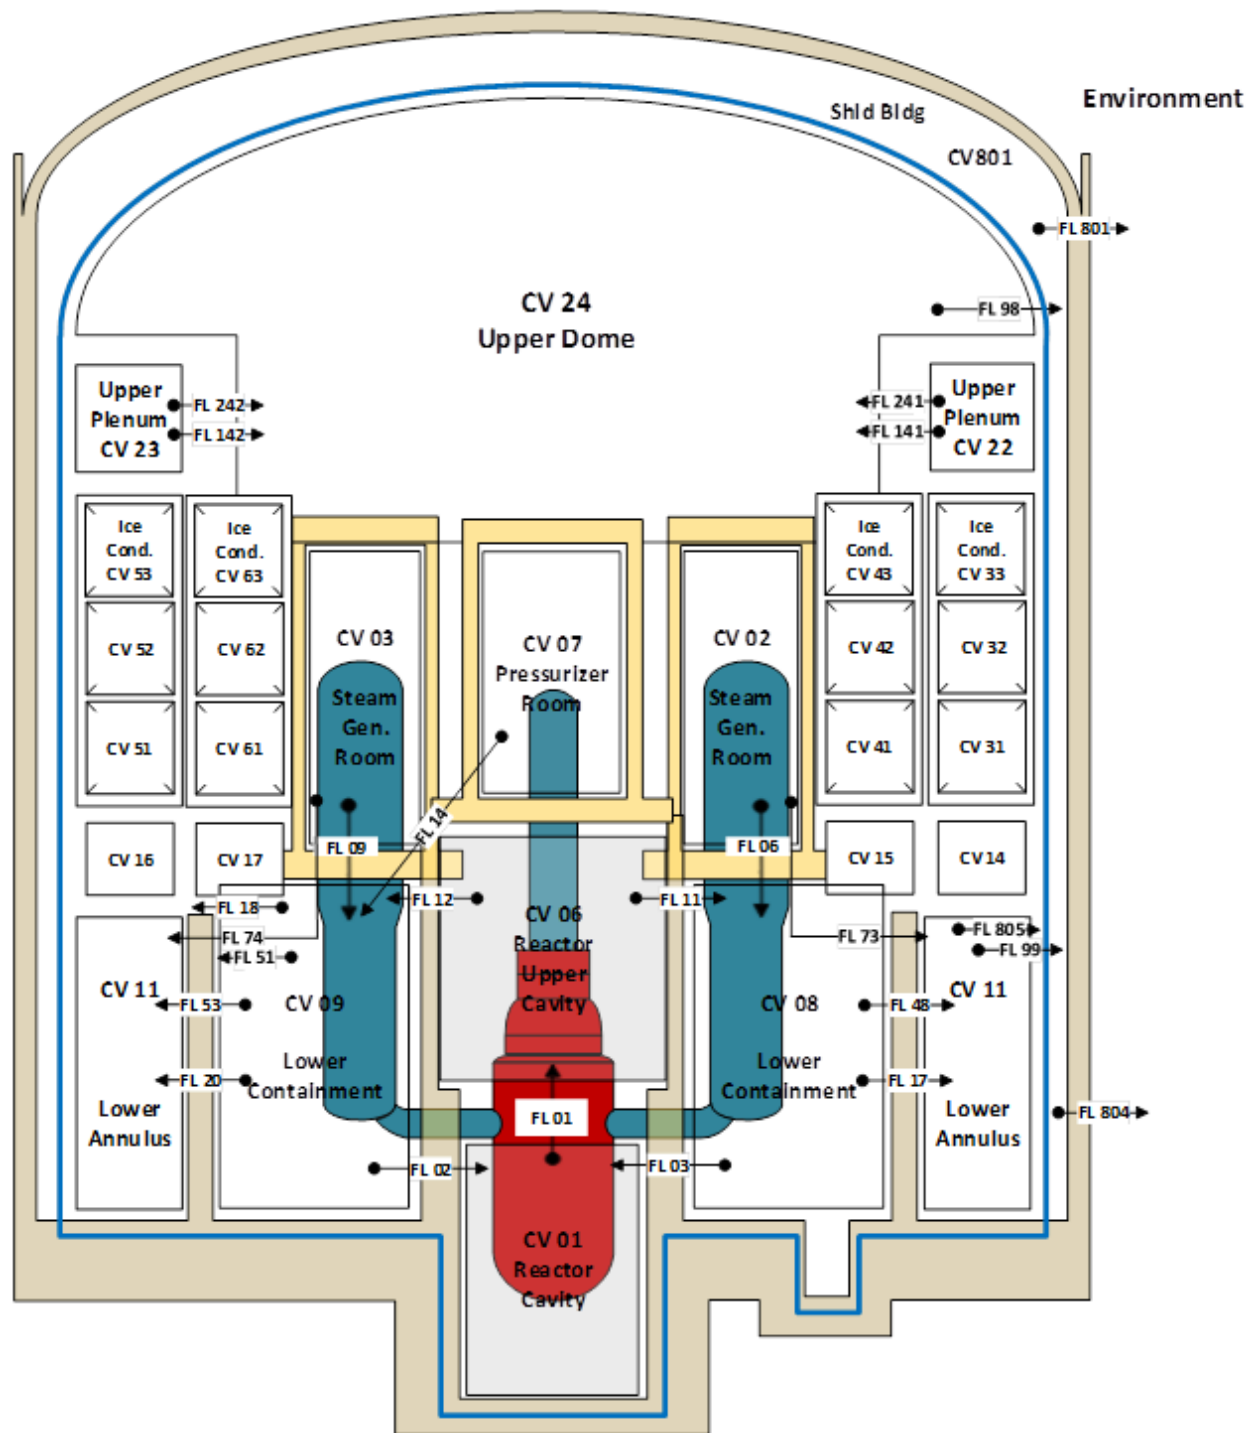 Environment
Shld Bldg
CV801
FL 801
CV 24
Upper Dome
FL 98
Upper
Plenum
CV 23
FL 242
FL 142
FL 241
FL 141
Upper
Plenum
CV 22
Ice
Cond.
CV 53
Ice
Cond.
CV 63
Ice
Cond.
CV 43
Ice
Cond.
CV 33
CV 52
CV 62
CV 03
CV 07
Pressurizer
Room
CV 02
CV 42
CV 32
Steam
Gen.
Room
Steam
Gen.
Room
CV 51
CV 61
CV 41
CV 31
FL 14
CV 16
CV 17
FL 09
FL 06
CV 15
CV 14
FL 18
FL 12
FL 11
FL 74
FL 51
CV 06
Reactor
Upper
Cavity
FL 73
FL 805
FL 99
CV 11
FL 53
CV 09
CV 08
FL 48
CV 11
Lower
Containment
Lower
Containment
FL 20
FL 17
Lower
Annulus
FL 01
Lower
Annulus
FL 804
FL 02
FL 03
CV 01
Reactor
Cavity